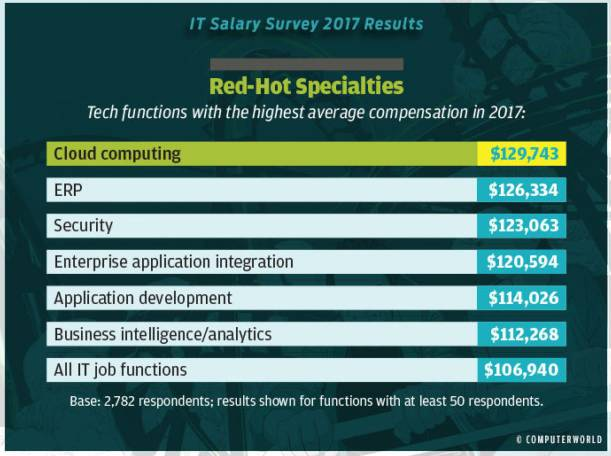 IT Salary Survey 2017 Results
Red-Hot Specialties
Tech functions with the highest average compensation in 2017:
Cloud computing $129,743
ERP $126,334
Security $123,063
Enterprise application integration $120,594
Application development $114,026
Business intelligence/analytics $112,268
All IT job functions $106,940
Base: 2,782 respondents; results shown for functions with at least 50 respondents.
© COMPUTERWORLD